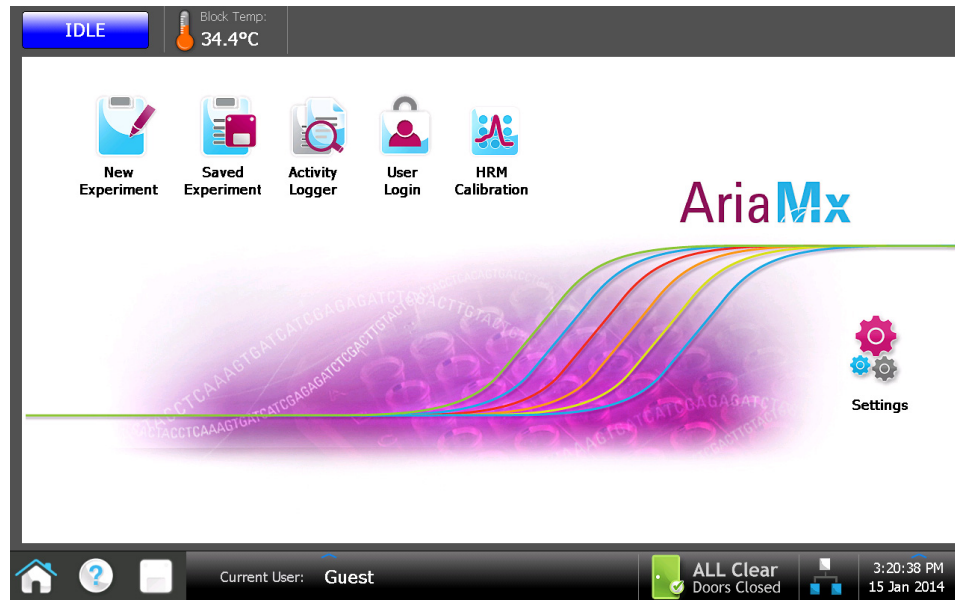 IDLE
Block Temp:
34.4°C
New
Experiment
Saved
Experiment
Activity
Logger
User
Login
HRM
Calibration
AriaMx
Settings
?
Current User: Guest
ALL Clear
Doors Closed
3:20:38 PM
15 Jan 2014